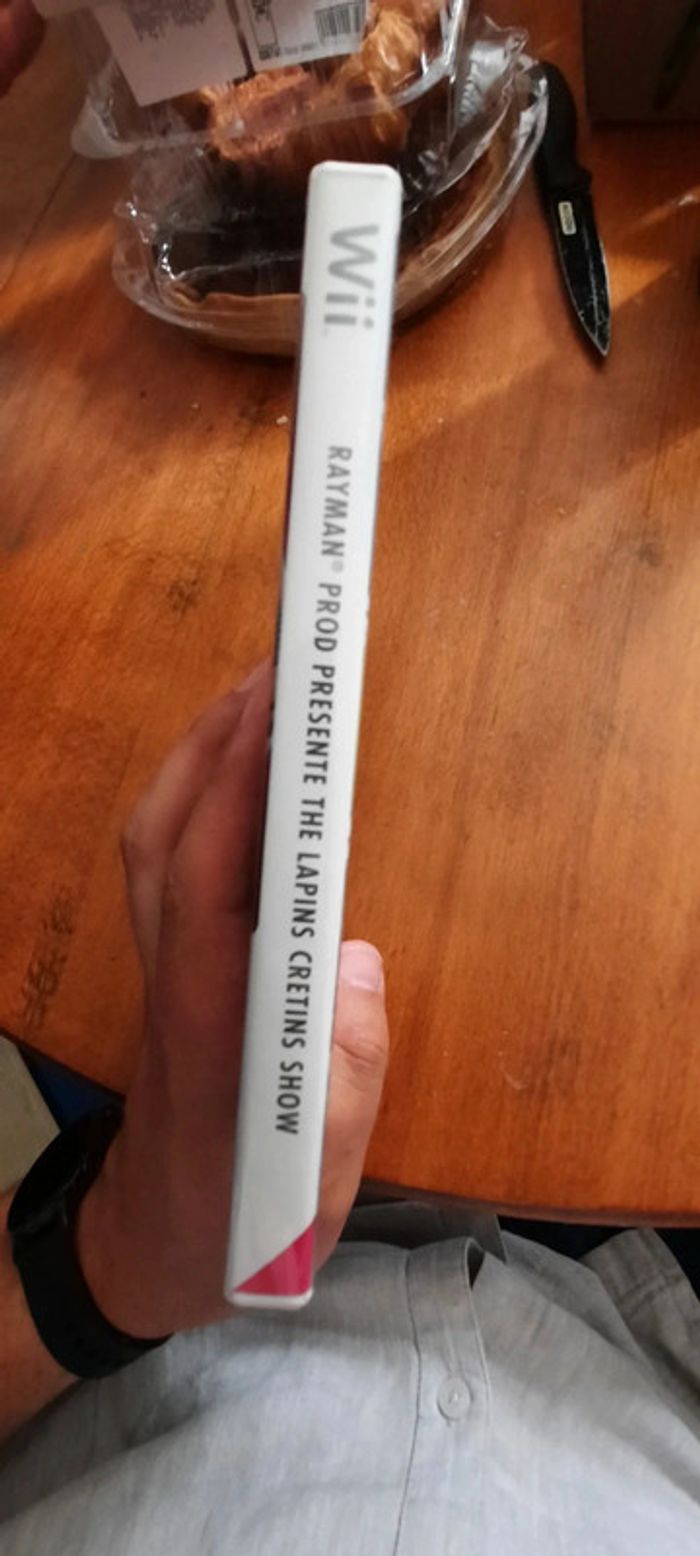 Wii
RAYMAN® PROD PRESENTE THE LAPINS CRETINS SHOW